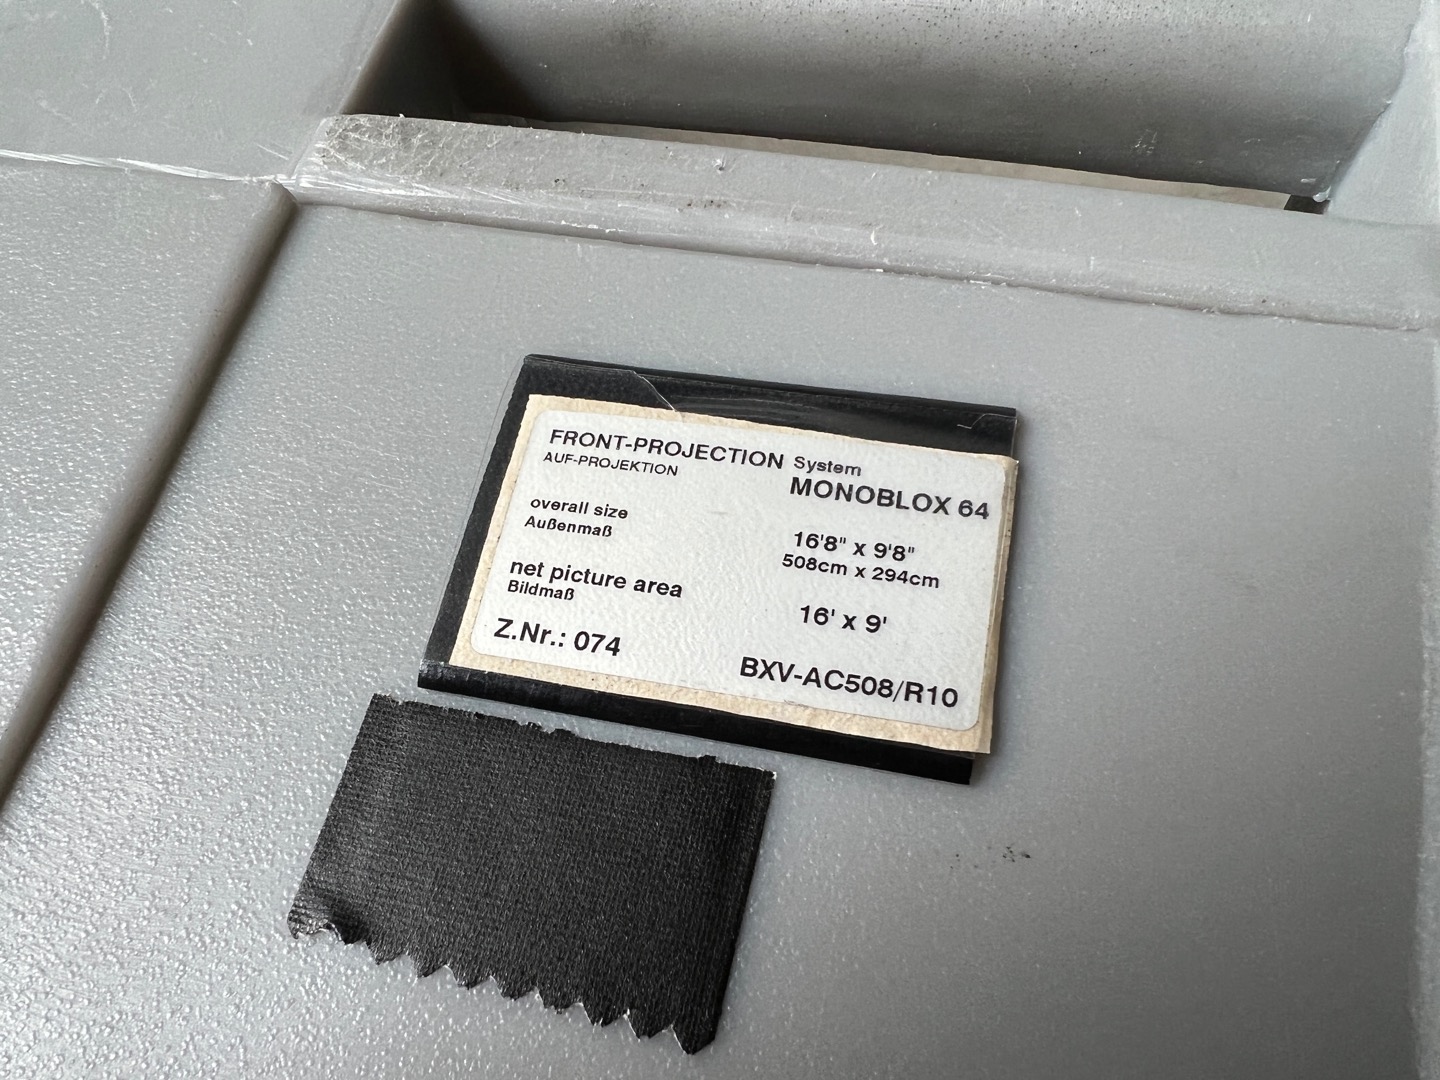 FRONT-PROJECTION System
AUF-PROJEKTION
MONOBLOX 64
overall size 16'8" x 9'8"
Außenmaß 508cm x 294cm
net picture area 16' x 9'
Bildmaß
Z.Nr.: 074 BXV-AC508/R10